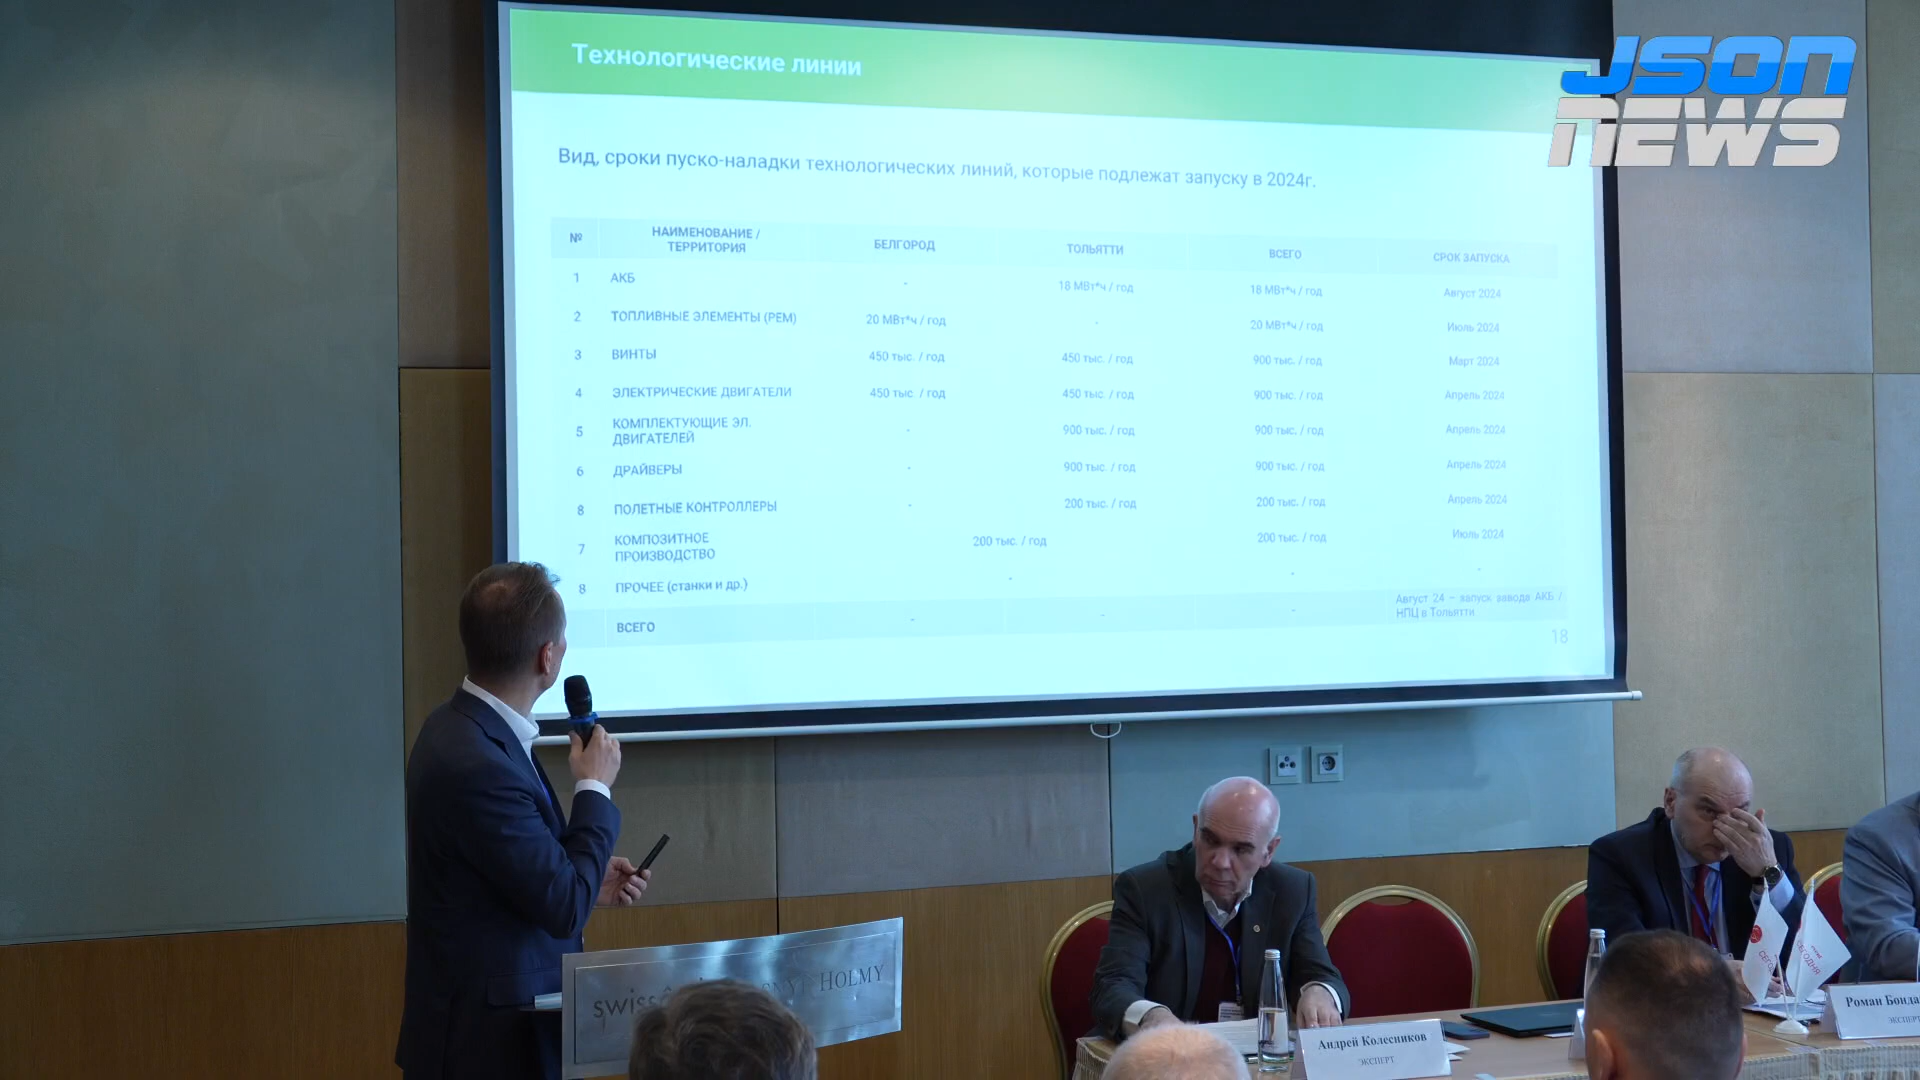 Технологические линии
JSON
NEWS
Вид, сроки пуско-наладки технологических линий, которые подлежат запуску в 2024г.
№ НАИМЕНОВАНИЕ / ТЕРРИТОРИЯ БЕЛГОРОД ТОЛЬЯТТИ ВСЕГО СРОК ЗАПУСКА
1 АКБ - 18 МВт*ч / год 18 МВт*ч / год Август 2024
2 ТОПЛИВНЫЕ ЭЛЕМЕНТЫ (PEM) 20 МВт*ч / год - 20 МВт*ч / год Июль 2024
3 ВИНТЫ 450 тыс. / год 450 тыс. / год 900 тыс. / год Март 2024
4 ЭЛЕКТРИЧЕСКИЕ ДВИГАТЕЛИ 450 тыс. / год 450 тыс. / год 900 тыс. / год Апрель 2024
5 КОМПЛЕКТУЮЩИЕ ЭЛ. ДВИГАТЕЛЕЙ - 900 тыс. / год 900 тыс. / год Апрель 2024
6 ДРАЙВЕРЫ - 900 тыс. / год 900 тыс. / год Апрель 2024
8 ПОЛЕТНЫЕ КОНТРОЛЛЕРЫ - 200 тыс. / год 200 тыс. / год Апрель 2024
7 КОМПОЗИТНОЕ ПРОИЗВОДСТВО 200 тыс. / год 200 тыс. / год Июль 2024
8 ПРОЧЕЕ (станки и др.) - - -
ВСЕГО - - - Август 24 – запуск завода АКБ / НПЦ в Тольятти
18
swissô HOLMY
Андрей Колесников
ЭКСПЕРТ
Роман
ЭКСПЕРТ